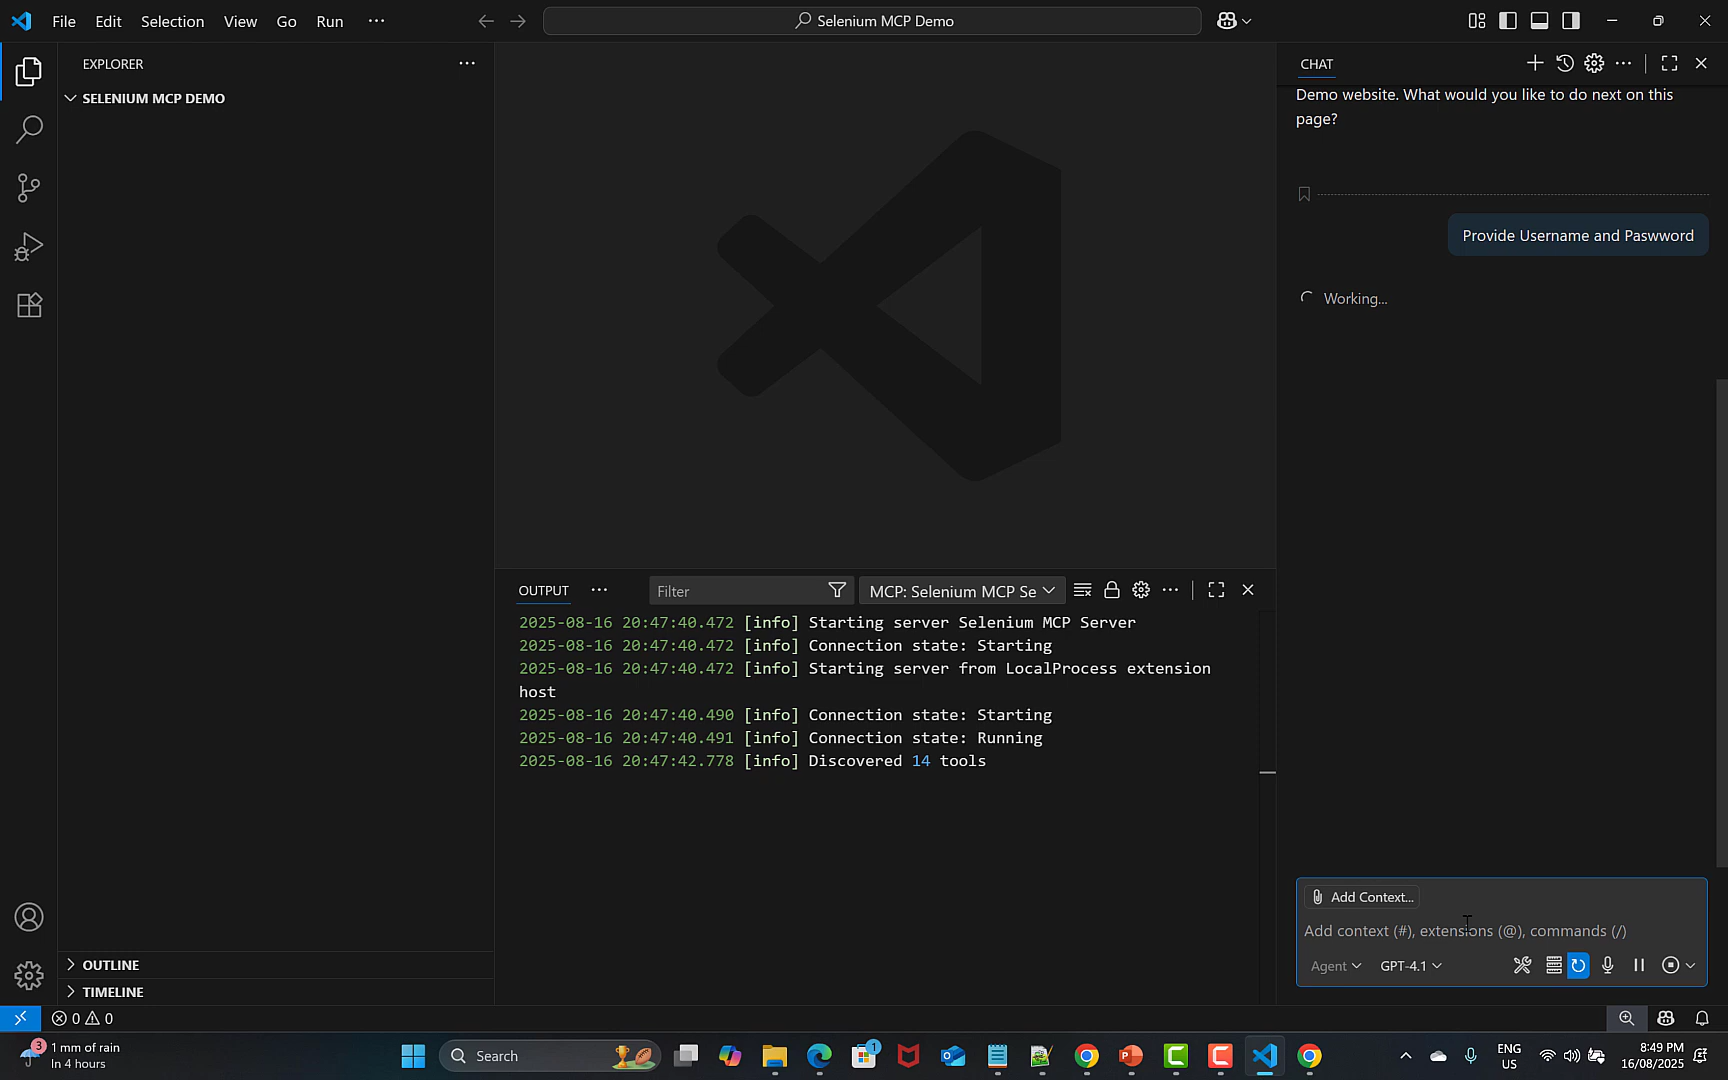 File Edit Selection View Go Run ···
Selenium MCP Demo
EXPLORER
SELENIUM MCP DEMO
OUTLINE
TIMELINE
OUTPUT
Filter
MCP: Selenium MCP Se
2025-08-16 20:47:40.472 [info] Starting server Selenium MCP Server
2025-08-16 20:47:40.472 [info] Connection state: Starting
2025-08-16 20:47:40.472 [info] Starting server from LocalProcess extension
host
2025-08-16 20:47:40.490 [info] Connection state: Starting
2025-08-16 20:47:40.491 [info] Connection state: Running
2025-08-16 20:47:42.778 [info] Discovered 14 tools
CHAT
Demo website. What would you like to do next on this
page?
Provide Username and Paswword
Working...
Add Context...
Add context (#), extensions (@), commands (/)
Agent GPT-4.1
0 0
3
1 mm of rain
In 4 hours
Search
1
ENG
US
8:49 PM
16/08/2025